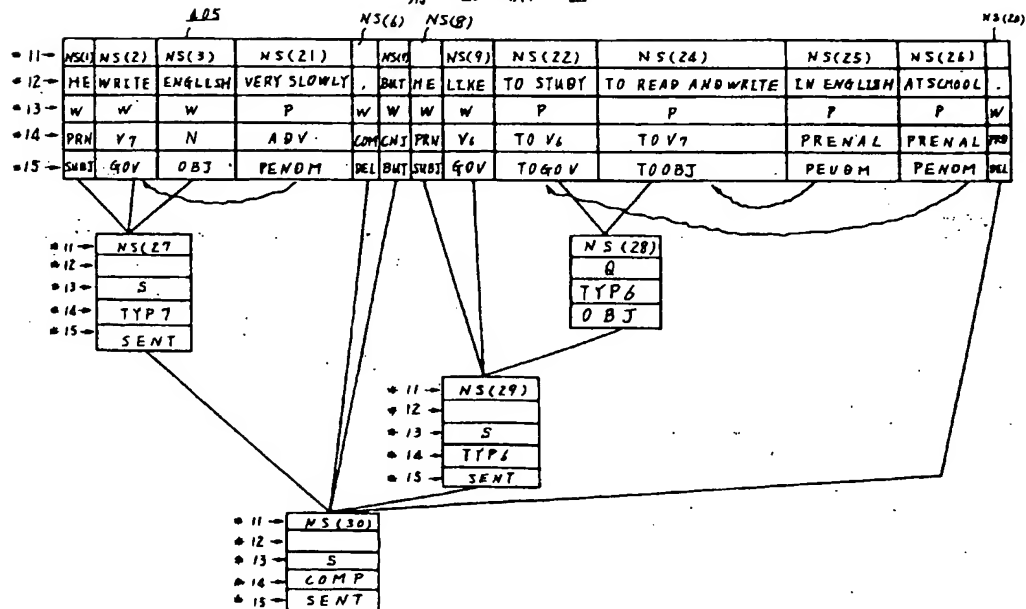 605 NS(6) NS(8) NS(20)
*11→ NS(1) NS(2) NS(3) NS(21) NS(7) NS(9) NS(22) NS(24) NS(25) NS(26)
*12→ HE WRITE ENGLISH VERY SLOWLY , BUT HE LIKE TO STUDY TO READ AND WRITE IN ENGLISH AT SCHOOL .
*13→ W W W P W W W W P P P P W
*14→ PRN V7 N ADV COM CNJ PRN V6 TO V6 TO V7 PRENAL PRENAL PRD
*15→ SUBJ GOV OBJ PENOM DEL BUT SUBJ GOV TOGOV TOOBJ PEUOM PENOM DEL
*11→ NS(27
*12→
*13→ S
*14→ TYP7
*15→ SENT
NS(28)
Q
TYP6
OBJ
*11→ NS(29)
*12→
*13→ S
*14→ TYP6
*15→ SENT
*11→ NS(30)
*12→
*13→ S
*14→ COMP
*15→ SENT